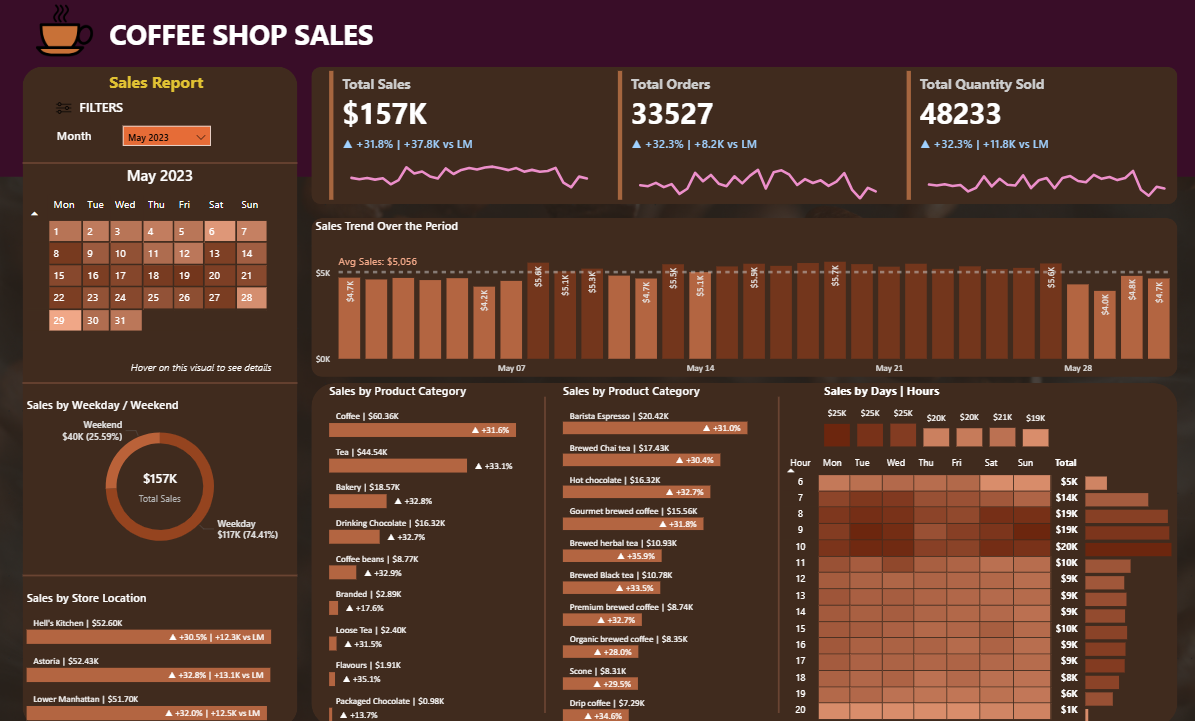 COFFEE SHOP SALES
Sales Report
FILTERS
Month
May 2023
May 2023
Mon Tue Wed Thu Fri Sat Sun
1 2 3 4 5 6 7
8 9 10 11 12 13 14
15 16 17 18 19 20 21
22 23 24 25 26 27 28
29 30 31
Hover on this visual to see details
Sales by Weekday / Weekend
Weekend
$40K (25.59%)
$157K
Total Sales
Weekday
$117K (74.41%)
Sales by Store Location
Hell's Kitchen | $52.60K
▲ +30.5% | +12.3K vs LM
Astoria | $52.43K
▲ +32.8% | +13.1K vs LM
Lower Manhattan | $51.70K
▲ +32.0% | +12.5K vs LM
Total Sales
$157K
▲ +31.8% | +37.8K vs LM
Total Orders
33527
▲ +32.3% | +8.2K vs LM
Total Quantity Sold
48233
▲ +32.3% | +11.8K vs LM
Sales Trend Over the Period
Avg Sales: $5,056
$5K
$0K
$4.7K $4.2K $5.6K $5.1K $5.3K $4.7K $5.5K $5.1K $5.5K $5.7K $5.6K $4.0K $4.8K $4.7K
May 07 May 14 May 21 May 28
Sales by Product Category
Coffee | $60.36K
▲ +31.6%
Tea | $44.54K
▲ +33.1%
Bakery | $18.57K
▲ +32.8%
Drinking Chocolate | $16.32K
▲ +32.7%
Coffee beans | $8.77K
▲ +32.9%
Branded | $2.89K
▲ +17.6%
Loose Tea | $2.40K
▲ +31.5%
Flavours | $1.91K
▲ +35.1%
Packaged Chocolate | $0.98K
▲ +13.7%
Sales by Product Category
Barista Espresso | $20.42K
▲ +31.0%
Brewed Chai tea | $17.43K
▲ +30.4%
Hot chocolate | $16.32K
▲ +32.7%
Gourmet brewed coffee | $15.56K
▲ +31.8%
Brewed herbal tea | $10.93K
▲ +35.9%
Brewed Black tea | $10.78K
▲ +33.5%
Premium brewed coffee | $8.74K
▲ +32.7%
Organic brewed coffee | $8.35K
▲ +28.0%
Scone | $8.31K
▲ +29.5%
Drip coffee | $7.29K
▲ +34.6%
Sales by Days | Hours
$25K $25K $25K $20K $20K $21K $19K
Hour Mon Tue Wed Thu Fri Sat Sun Total
6 $5K
7 $14K
8 $19K
9 $19K
10 $20K
11 $10K
12 $9K
13 $9K
14 $9K
15 $10K
16 $9K
17 $9K
18 $8K
19 $6K
20 $1K